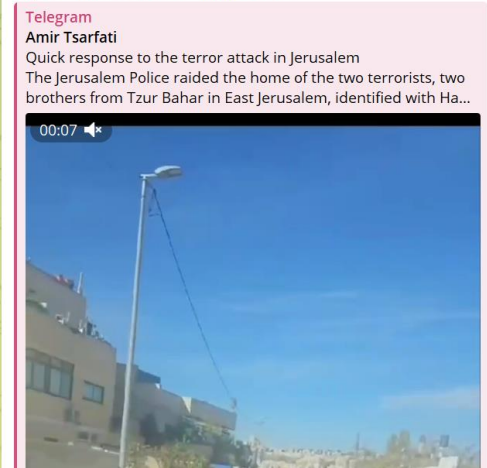 Telegram
Amir Tsarfati
Quick response to the terror attack in Jerusalem
The Jerusalem Police raided the home of the two terrorists, two
brothers from Tzur Bahar in East Jerusalem, identified with Ha...
00:07